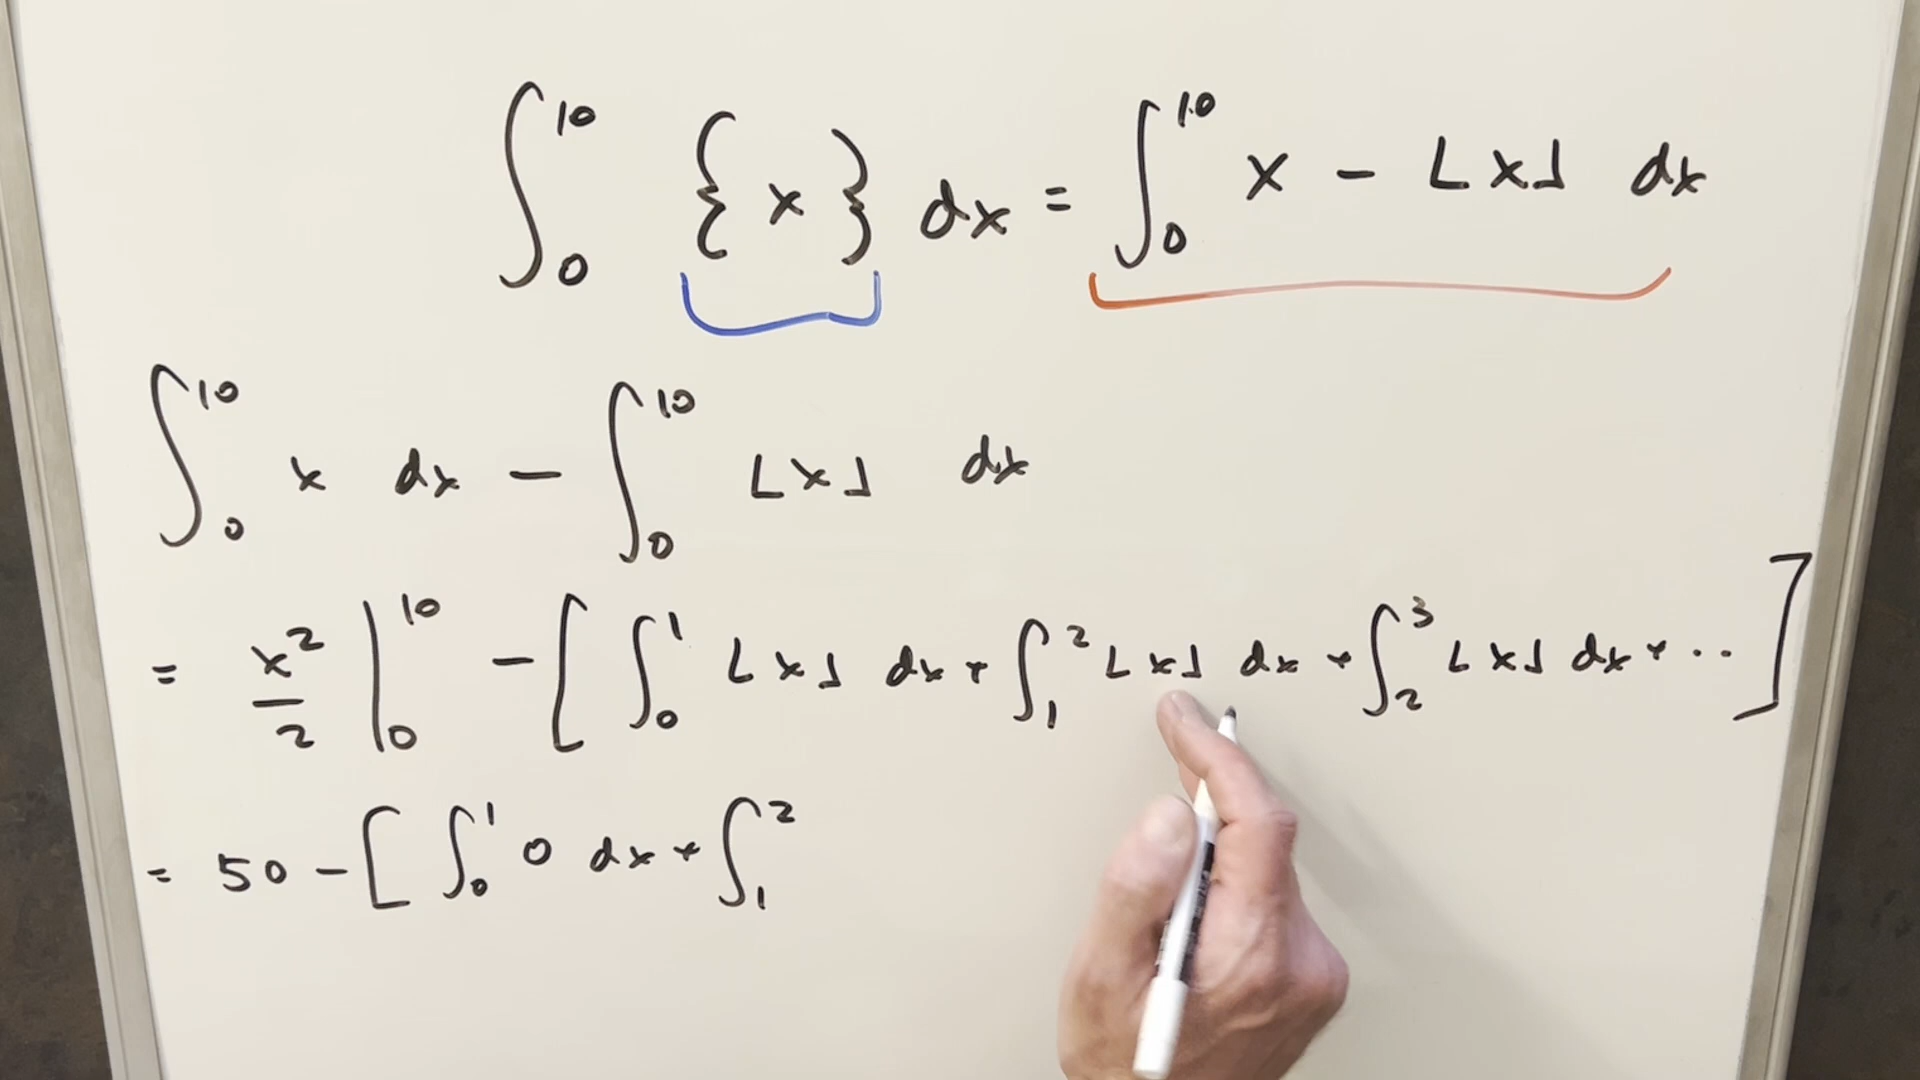 ∫₀¹⁰ {x} dx = ∫₀¹⁰ x - ⌊x⌋ dx
∫₀¹⁰ x dx - ∫₀¹⁰ ⌊x⌋ dx
= x²/2 |₀¹⁰ - [ ∫₀¹ ⌊x⌋ dx + ∫₁² ⌊x⌋ dx + ∫₂³ ⌊x⌋ dx + ... ]
= 50 - [ ∫₀¹ 0 dx + ∫₁²